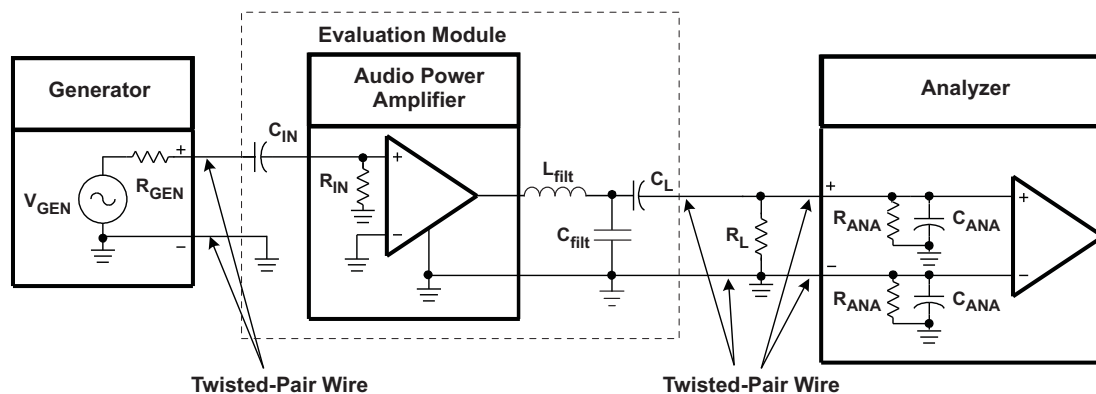 Evaluation Module
Generator
Audio Power
Amplifier
Analyzer
C_IN
+
R_GEN
V_GEN
−
R_IN
+
−
L_filt
C_L
C_filt
R_L
+
R_ANA
C_ANA
+
−
R_ANA
C_ANA
−
Twisted-Pair Wire
Twisted-Pair Wire